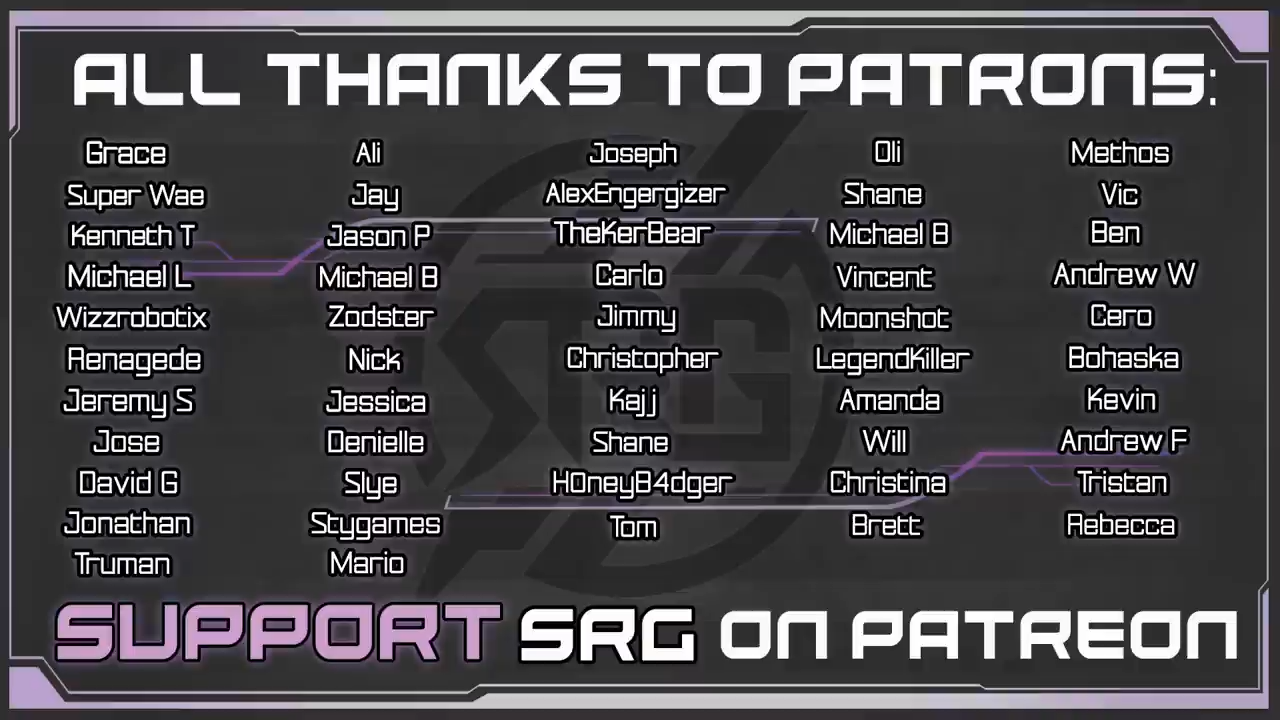 ALL THANKS TO PATRONS:
Grace Ali Joseph Oli Methos
Super Wae Jay AlexEngergizer Shane Vic
Kenneth T Jason P TheKerBear Michael B Ben
Michael L Michael B Carlo Vincent Andrew W
Wizzrobotix Zodster Jimmy Moonshot Cero
Renagede Nick Christopher LegendKiller Bohaska
Jeremy S Jessica Kajj Amanda Kevin
Jose Denielle Shane Will Andrew F
David G Slye H0neyB4dger Christina Tristan
Jonathan Stygames Tom Brett Rebecca
Truman Mario
SUPPORT SRG ON PATREON